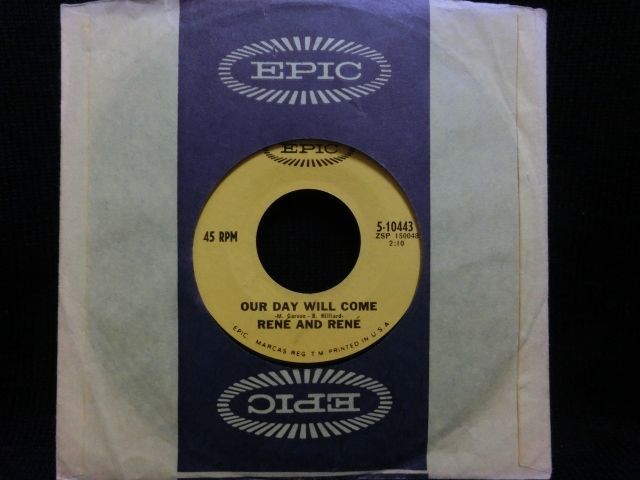 EPIC
EPIC
45 RPM
5-10443
ZSP 150048
2:10
OUR DAY WILL COME
-M. Garson - B. Hilliard-
RENÉ AND RENÉ
EPIC. MARCAS REG. T.M. PRINTED IN U.S.A.
EPIC